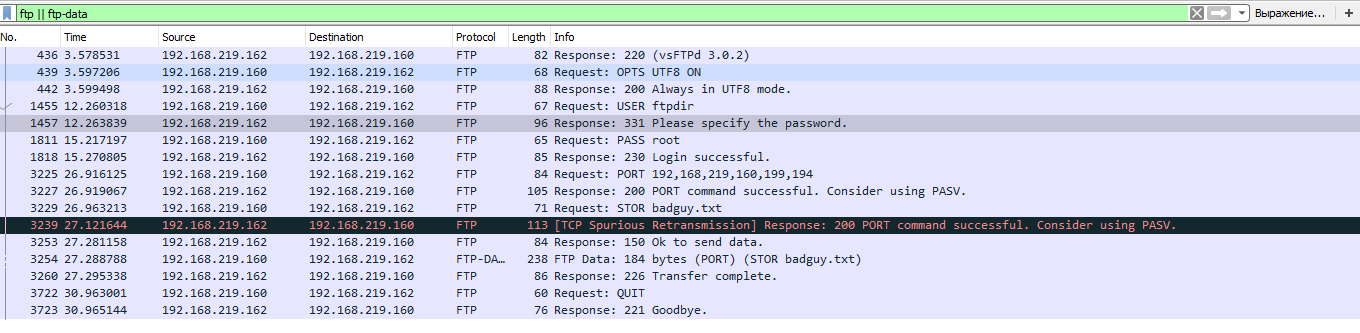 ftp || ftp-data Выражение... +
No. Time Source Destination Protocol Length Info
436 3.578531 192.168.219.162 192.168.219.160 FTP 82 Response: 220 (vsFTPd 3.0.2)
439 3.597206 192.168.219.160 192.168.219.162 FTP 68 Request: OPTS UTF8 ON
442 3.599498 192.168.219.162 192.168.219.160 FTP 88 Response: 200 Always in UTF8 mode.
1455 12.260318 192.168.219.160 192.168.219.162 FTP 67 Request: USER ftpdir
1457 12.263839 192.168.219.162 192.168.219.160 FTP 96 Response: 331 Please specify the password.
1811 15.217197 192.168.219.160 192.168.219.162 FTP 65 Request: PASS root
1818 15.270805 192.168.219.162 192.168.219.160 FTP 85 Response: 230 Login successful.
3225 26.916125 192.168.219.160 192.168.219.162 FTP 84 Request: PORT 192,168,219,160,199,194
3227 26.919067 192.168.219.162 192.168.219.160 FTP 105 Response: 200 PORT command successful. Consider using PASV.
3229 26.963213 192.168.219.160 192.168.219.162 FTP 71 Request: STOR badguy.txt
3239 27.121644 192.168.219.162 192.168.219.160 FTP 113 [TCP Spurious Retransmission] Response: 200 PORT command successful. Consider using PASV.
3253 27.281158 192.168.219.162 192.168.219.160 FTP 84 Response: 150 Ok to send data.
3254 27.288788 192.168.219.160 192.168.219.162 FTP-DA... 238 FTP Data: 184 bytes (PORT) (STOR badguy.txt)
3260 27.295338 192.168.219.162 192.168.219.160 FTP 86 Response: 226 Transfer complete.
3722 30.963001 192.168.219.160 192.168.219.162 FTP 60 Request: QUIT
3723 30.965144 192.168.219.162 192.168.219.160 FTP 76 Response: 221 Goodbye.